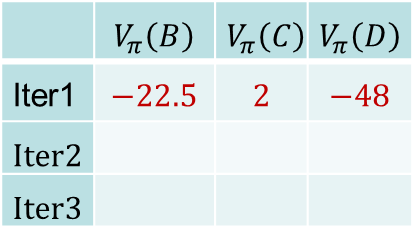 Vπ(B) Vπ(C) Vπ(D)
Iter1 −22.5 2 −48
Iter2
Iter3